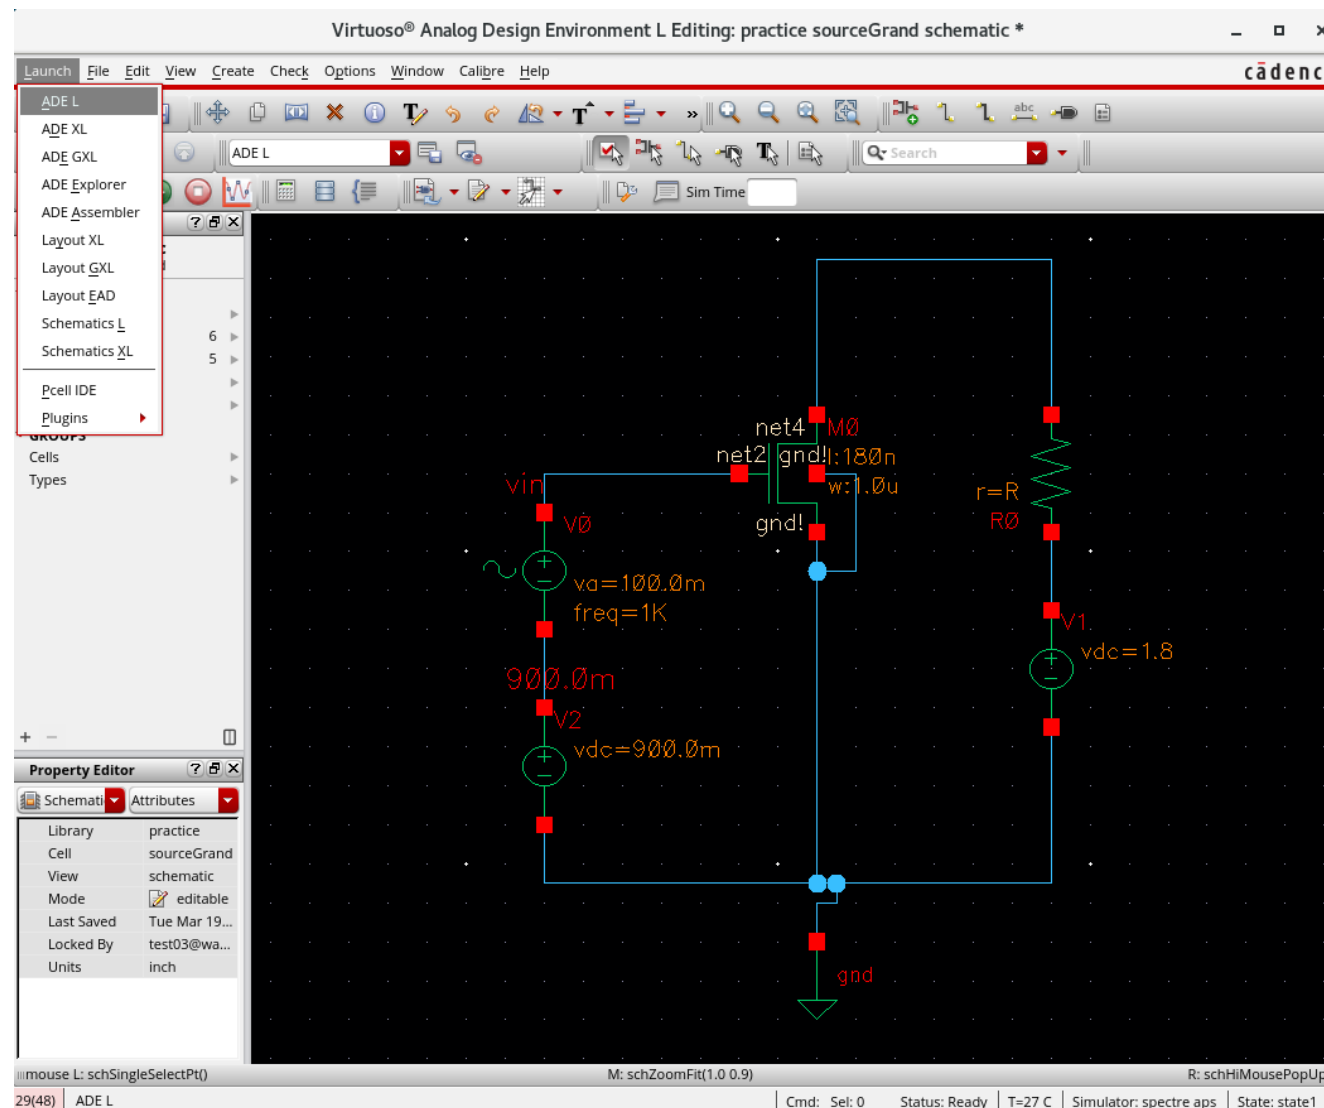 Virtuoso® Analog Design Environment L Editing: practice sourceGrand schematic *
Launch File Edit View Create Check Options Window Calibre Help
cādenc
ADE L
ADE XL
ADE GXL
ADE Explorer
ADE Assembler
Layout XL
Layout GXL
Layout EAD
Schematics L
Schematics XL
Pcell IDE
Plugins
abc
ADE L
Search
Sim Time
6
5
GROUPS
Cells
Types
net4
M0
net2
gnd!
l:180n
w:1.0u
gnd!
vin
V0
va=100.0m
freq=1K
900.0m
V2
vdc=900.0m
r=R
R0
V1
vdc=1.8
gnd
Property Editor
Schemati
Attributes
Library practice
Cell sourceGrand
View schematic
Mode editable
Last Saved Tue Mar 19...
Locked By test03@wa...
Units inch
mouse L: schSingleSelectPt() M: schZoomFit(1.0 0.9) R: schHiMousePopUp
29(48) ADE L Cmd: Sel: 0 Status: Ready T=27 C Simulator: spectre aps State: state1